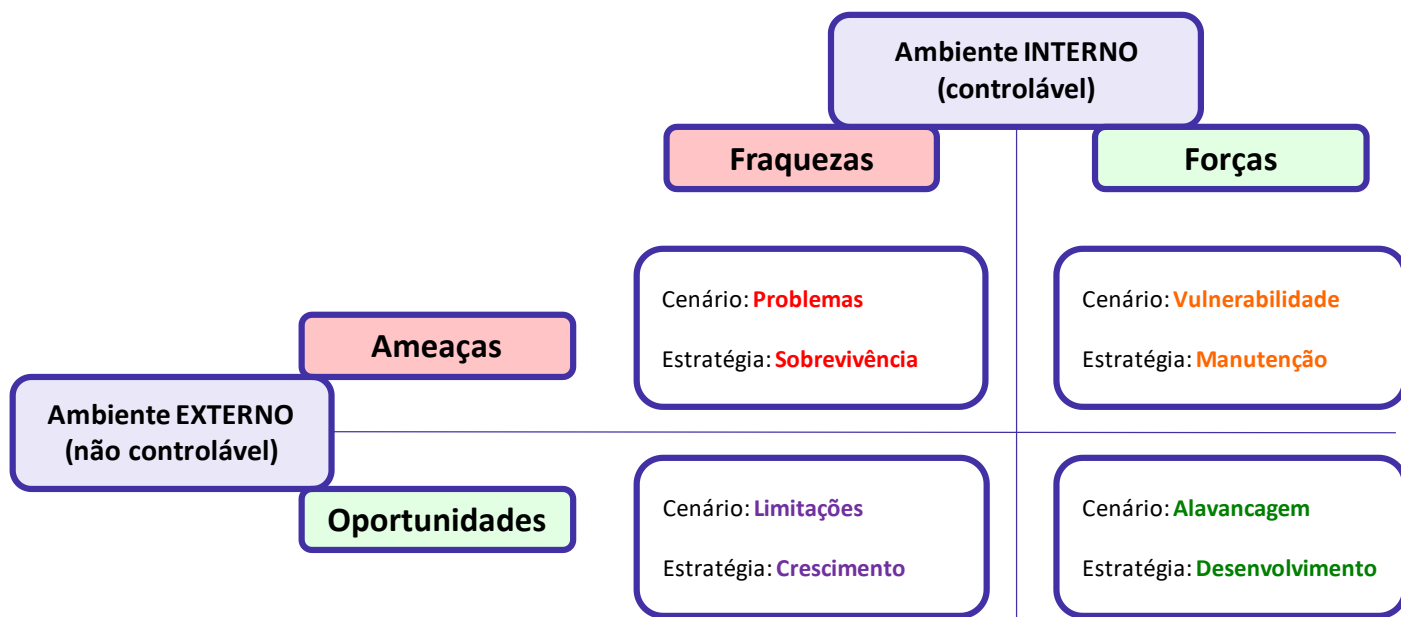 Ambiente INTERNO
(controlável)
Fraquezas
Forças
Cenário: Problemas
Estratégia: Sobrevivência
Cenário: Vulnerabilidade
Estratégia: Manutenção
Ameaças
Ambiente EXTERNO
(não controlável)
Oportunidades
Cenário: Limitações
Estratégia: Crescimento
Cenário: Alavancagem
Estratégia: Desenvolvimento